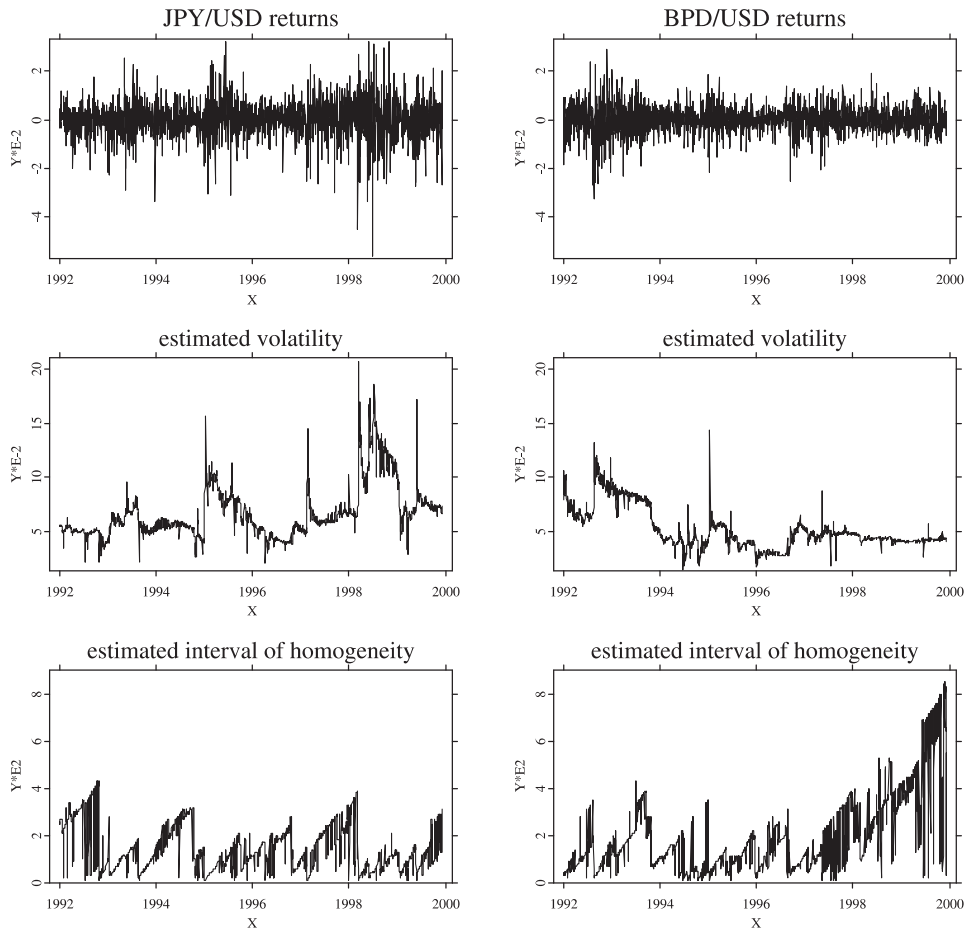 JPY/USD returns
BPD/USD returns
Y*E-2
2
0
-2
-4
1992 1994 1996 1998 2000
X
Y*E-2
2
0
-2
-4
1992 1994 1996 1998 2000
X
estimated volatility
estimated volatility
Y*E-2
20
15
10
5
1992 1994 1996 1998 2000
X
Y*E-2
20
15
10
5
1992 1994 1996 1998 2000
X
estimated interval of homogeneity
estimated interval of homogeneity
Y*E2
8
6
4
2
0
1992 1994 1996 1998 2000
X
Y*E2
8
6
4
2
0
1992 1994 1996 1998 2000
X